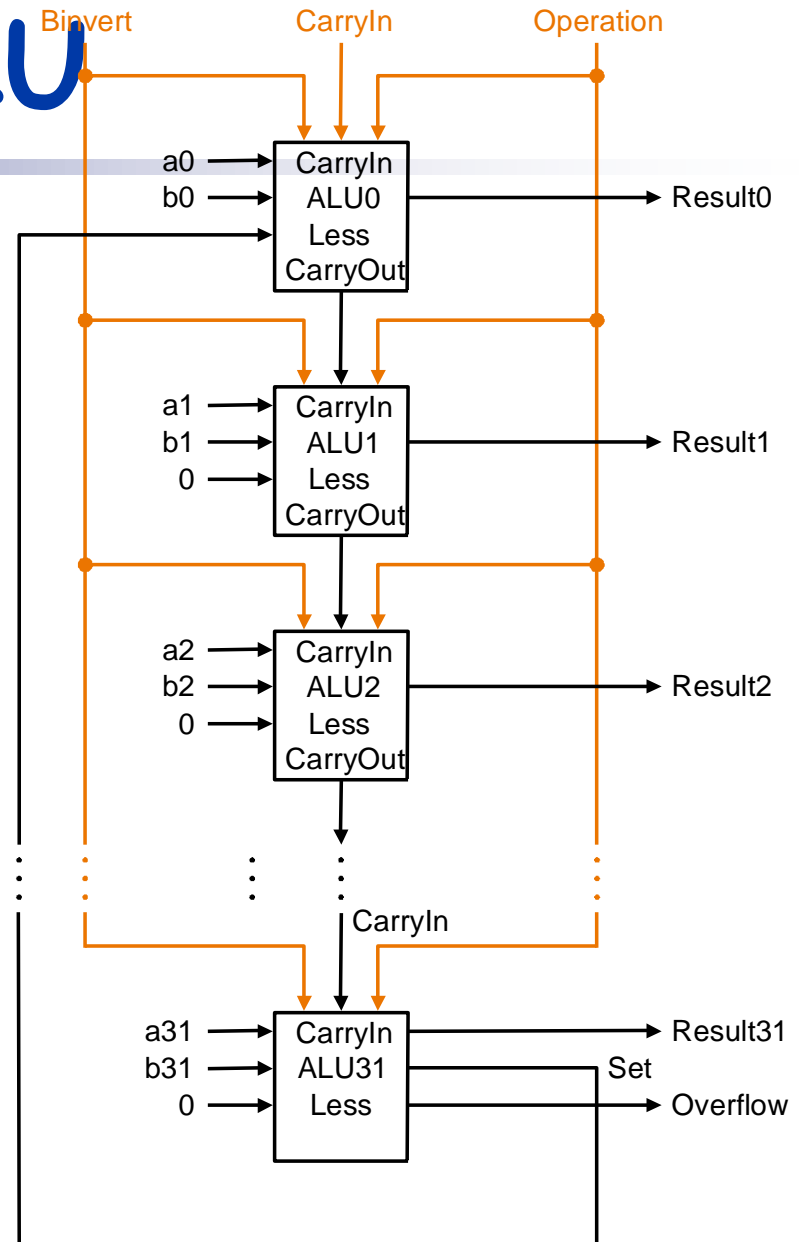 Binvert CarryIn Operation
U
a0 CarryIn
b0 ALU0 Result0
Less
CarryOut
a1 CarryIn
b1 ALU1 Result1
0 Less
CarryOut
a2 CarryIn
b2 ALU2 Result2
0 Less
CarryOut
CarryIn
a31 CarryIn Result31
b31 ALU31 Set
0 Less Overflow